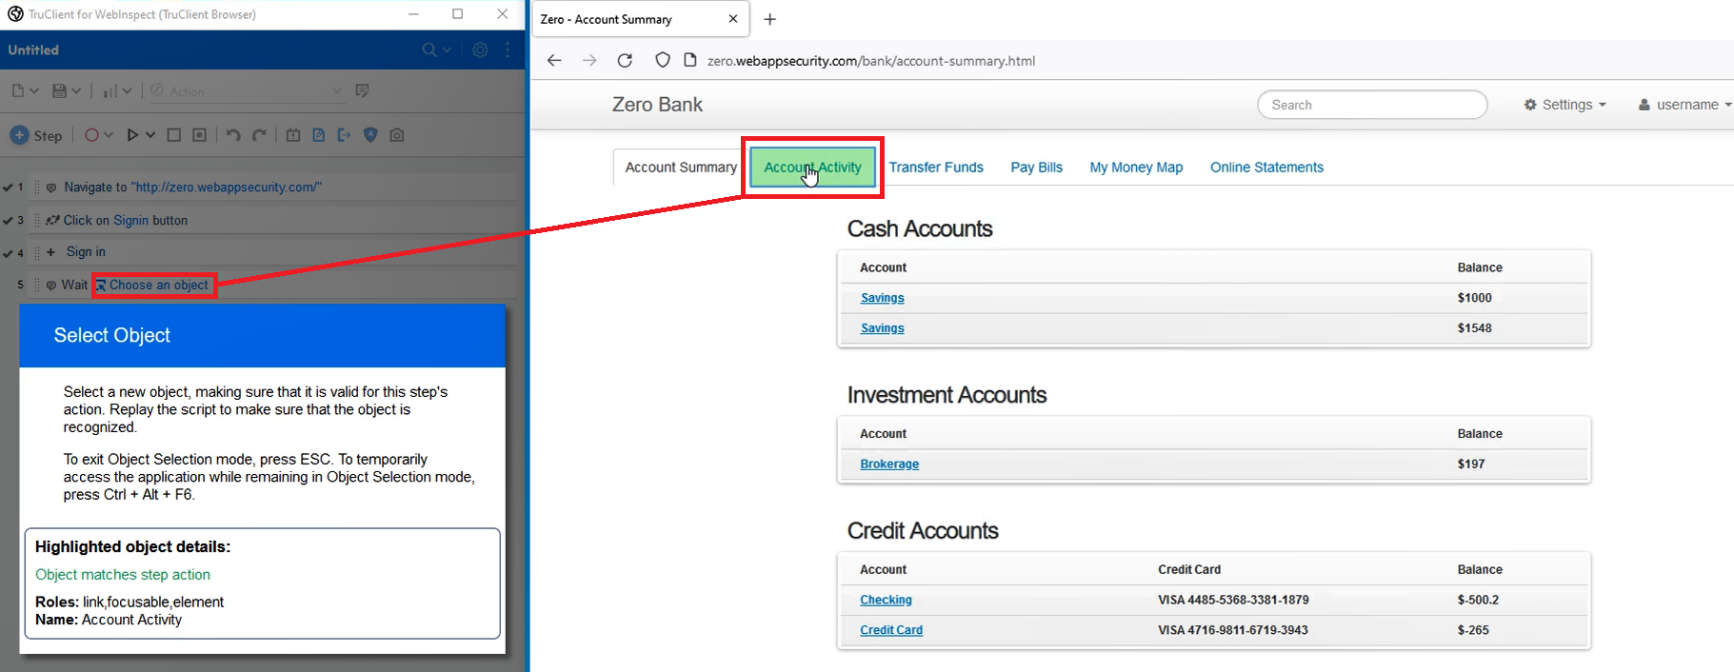 TruClient for WebInspect (TruClient Browser)
Untitled
Action
Step
1 Navigate to "http://zero.webappsecurity.com/"
3 Click on Signin button
4 + Sign in
5 Wait Choose an object
Select Object
Select a new object, making sure that it is valid for this step's
action. Replay the script to make sure that the object is
recognized.
To exit Object Selection mode, press ESC. To temporarily
access the application while remaining in Object Selection mode,
press Ctrl + Alt + F6.
Highlighted object details:
Object matches step action
Roles: link,focusable,element
Name: Account Activity
Zero - Account Summary
zero.webappsecurity.com/bank/account-summary.html
Zero Bank
Search
Settings
username
Account Summary
Account Activity
Transfer Funds
Pay Bills
My Money Map
Online Statements
Cash Accounts
Account Balance
Savings $1000
Savings $1548
Investment Accounts
Account Balance
Brokerage $197
Credit Accounts
Account Credit Card Balance
Checking VISA 4485-5368-3381-1879 $-500.2
Credit Card VISA 4716-9811-6719-3943 $-265